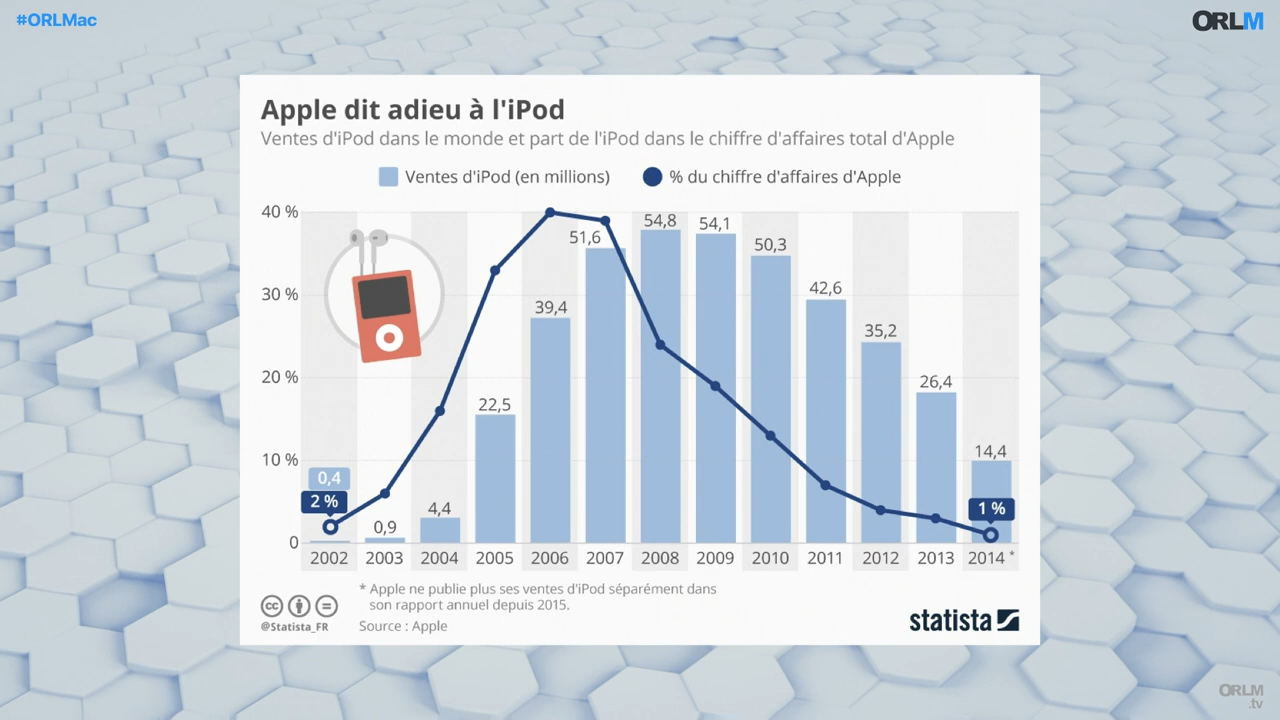 #ORLMac
ORLM
Apple dit adieu à l'iPod
Ventes d'iPod dans le monde et part de l'iPod dans le chiffre d'affaires total d'Apple
Ventes d'iPod (en millions) % du chiffre d'affaires d'Apple
40 %
30 %
20 %
10 %
0
0,4
2 %
0,9
4,4
22,5
39,4
51,6
54,8
54,1
50,3
42,6
35,2
26,4
14,4
1 %
2002 2003 2004 2005 2006 2007 2008 2009 2010 2011 2012 2013 2014 *
* Apple ne publie plus ses ventes d'iPod séparément dans
son rapport annuel depuis 2015.
cc
@Statista_FR
Source : Apple
statista
ORLM
.tv